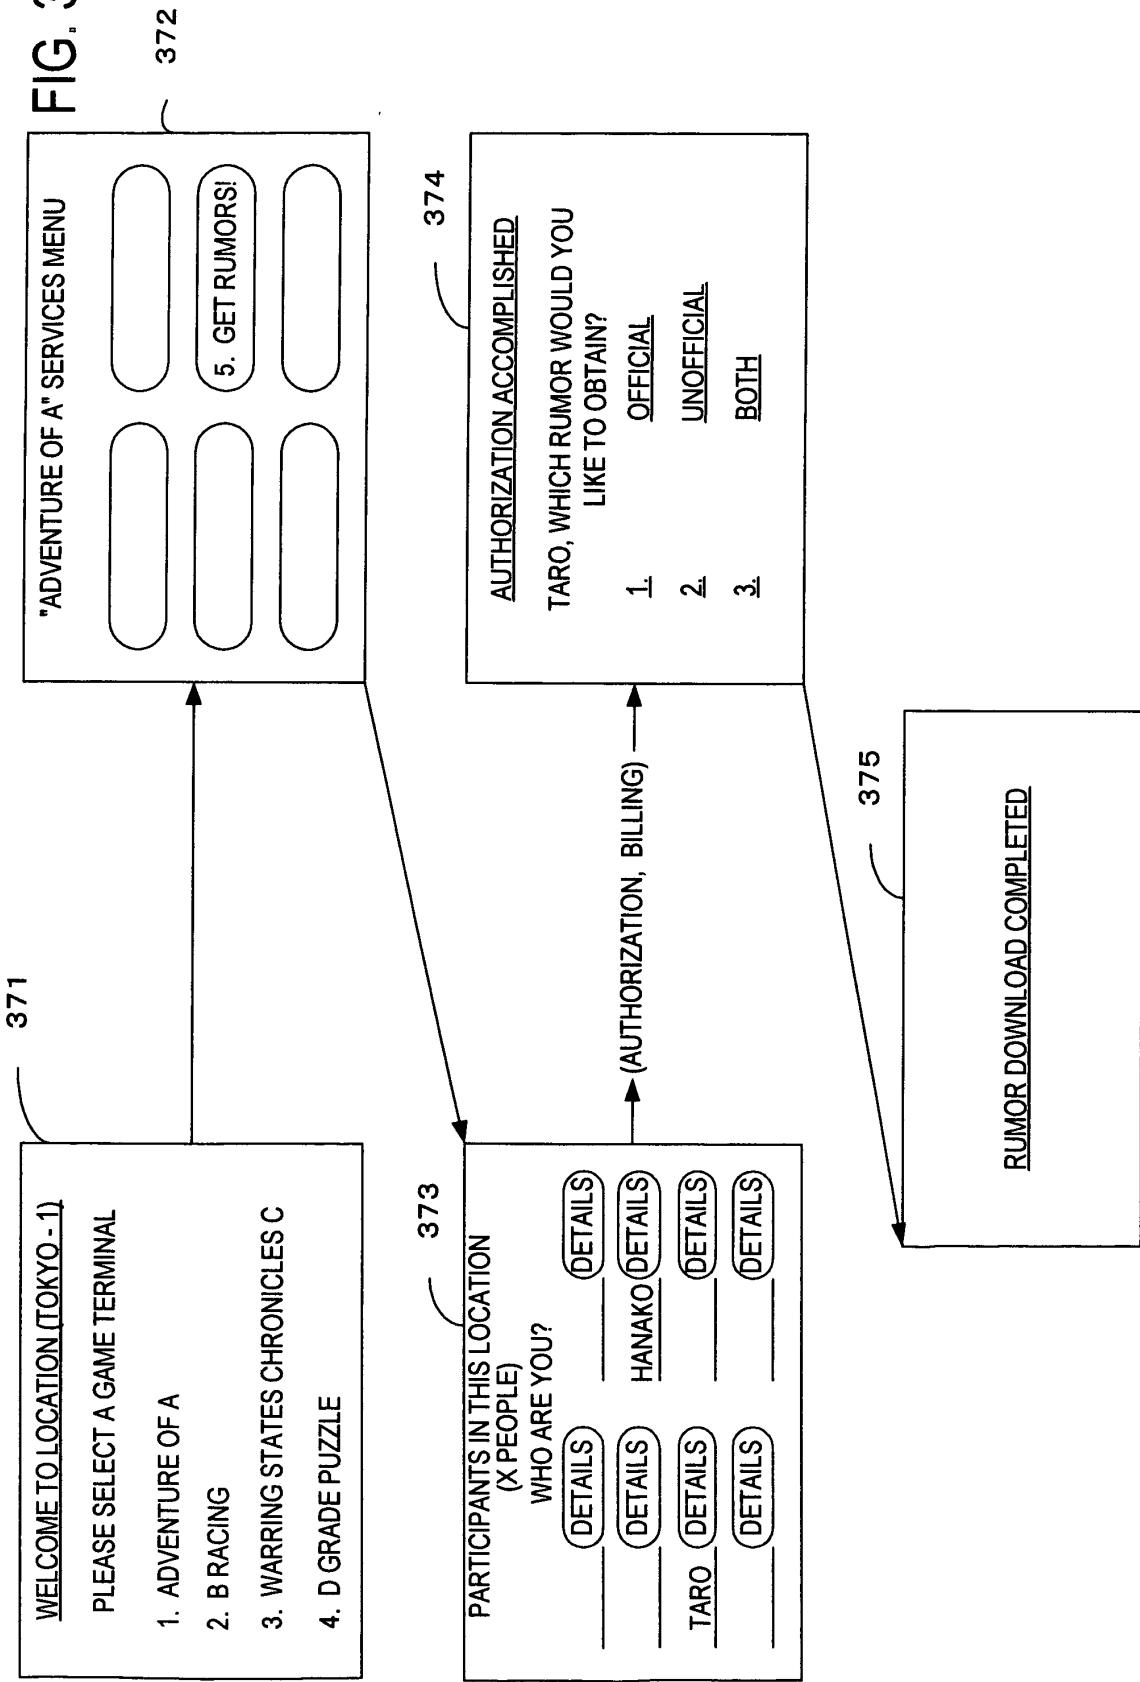 FIG. 3
371
WELCOME TO LOCATION (TOKYO - 1)
PLEASE SELECT A GAME TERMINAL
1. ADVENTURE OF A
2. B RACING
3. WARRING STATES CHRONICLES C
4. D GRADE PUZZLE
372
"ADVENTURE OF A" SERVICES MENU
5. GET RUMORS!
373
PARTICIPANTS IN THIS LOCATION
(X PEOPLE)
WHO ARE YOU?
DETAILS DETAILS
DETAILS HANAKO DETAILS
TARO DETAILS DETAILS
DETAILS DETAILS
(AUTHORIZATION, BILLING)
374
AUTHORIZATION ACCOMPLISHED
TARO, WHICH RUMOR WOULD YOU
LIKE TO OBTAIN?
1. OFFICIAL
2. UNOFFICIAL
3. BOTH
375
RUMOR DOWNLOAD COMPLETED